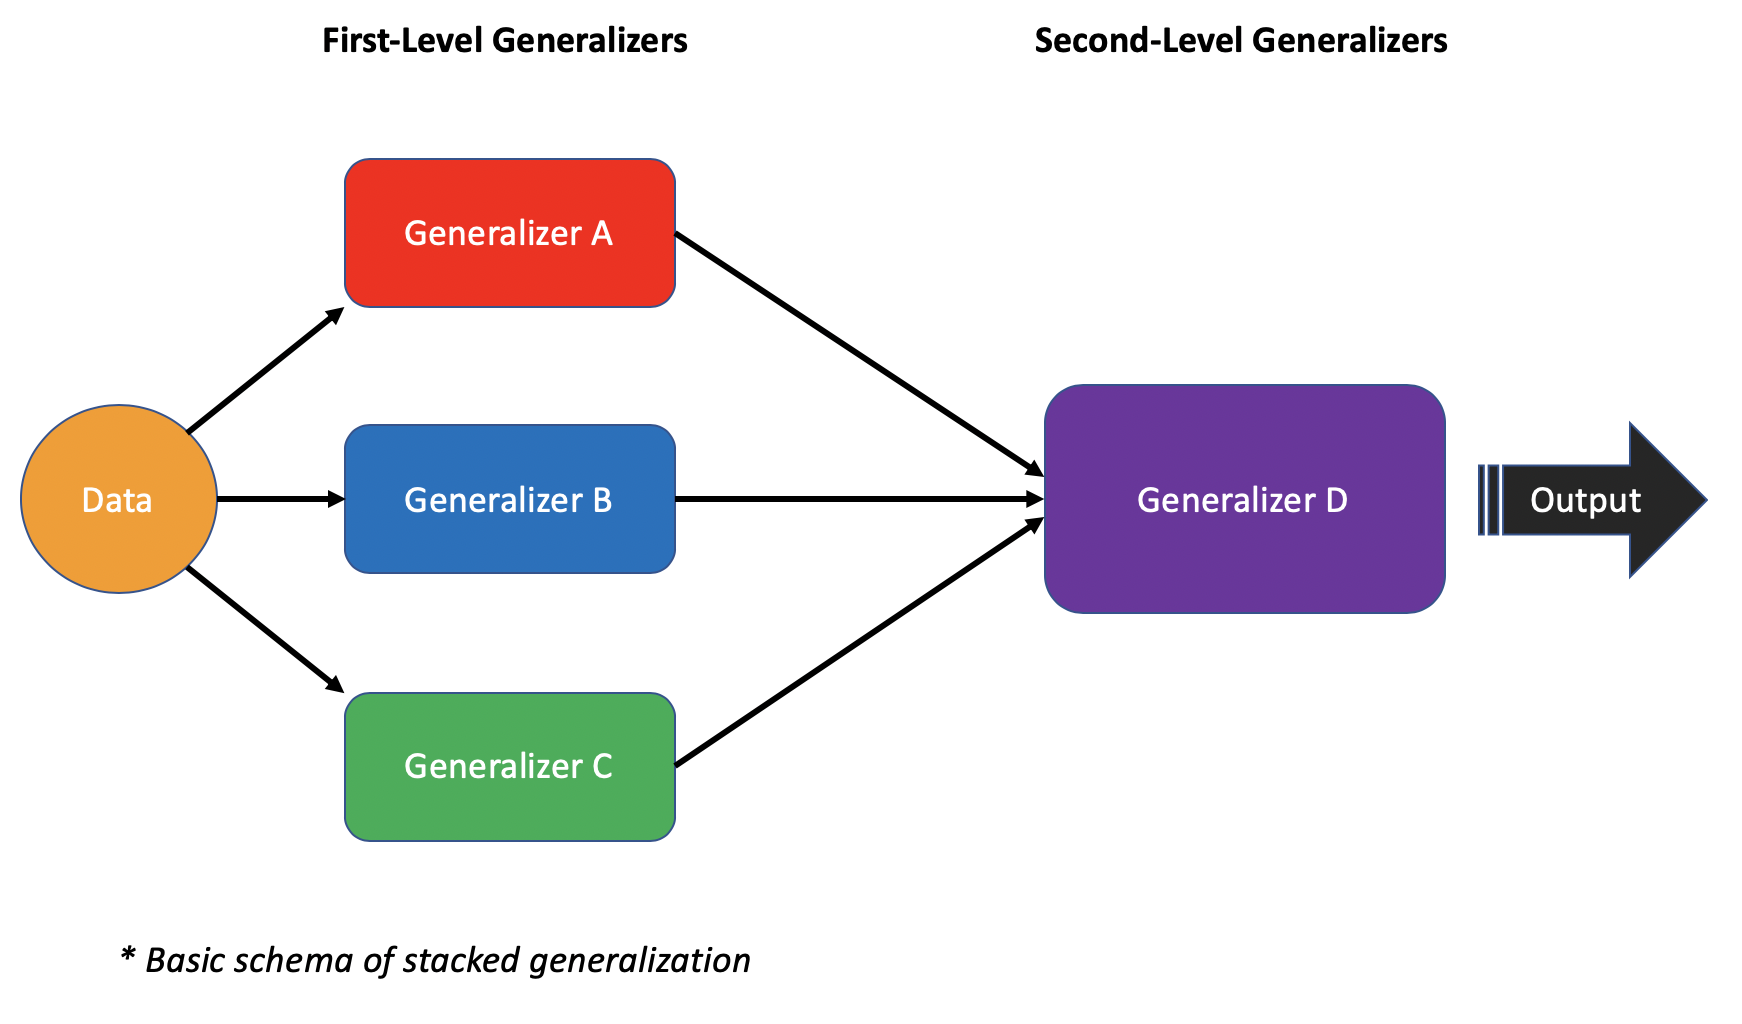 First-Level Generalizers
Second-Level Generalizers
Generalizer A
Data
Generalizer B
Generalizer D
Output
Generalizer C
* Basic schema of stacked generalization